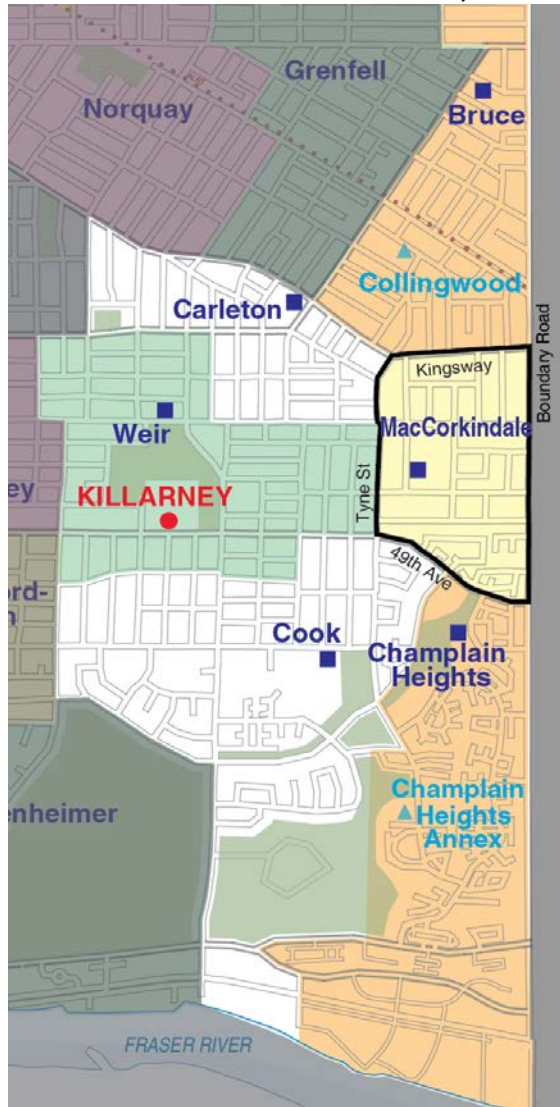 Grenfell
Norquay
Bruce
Collingwood
Carleton
Boundary Road
Kingsway
MacCorkindale
Weir
ey
Tyne St
KILLARNEY
49th Ave
ord-
Cook
Champlain
Heights
Champlain
Heights
Annex
enheimer
FRASER RIVER